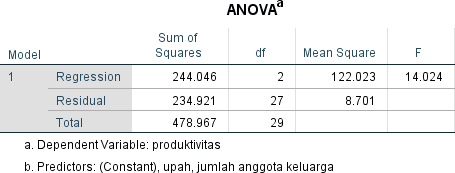 ANOVAa
Model Sum of Squares df Mean Square F
1 Regression 244.046 2 122.023 14.024
Residual 234.921 27 8.701
Total 478.967 29
a. Dependent Variable: produktivitas
b. Predictors: (Constant), upah, jumlah anggota keluarga